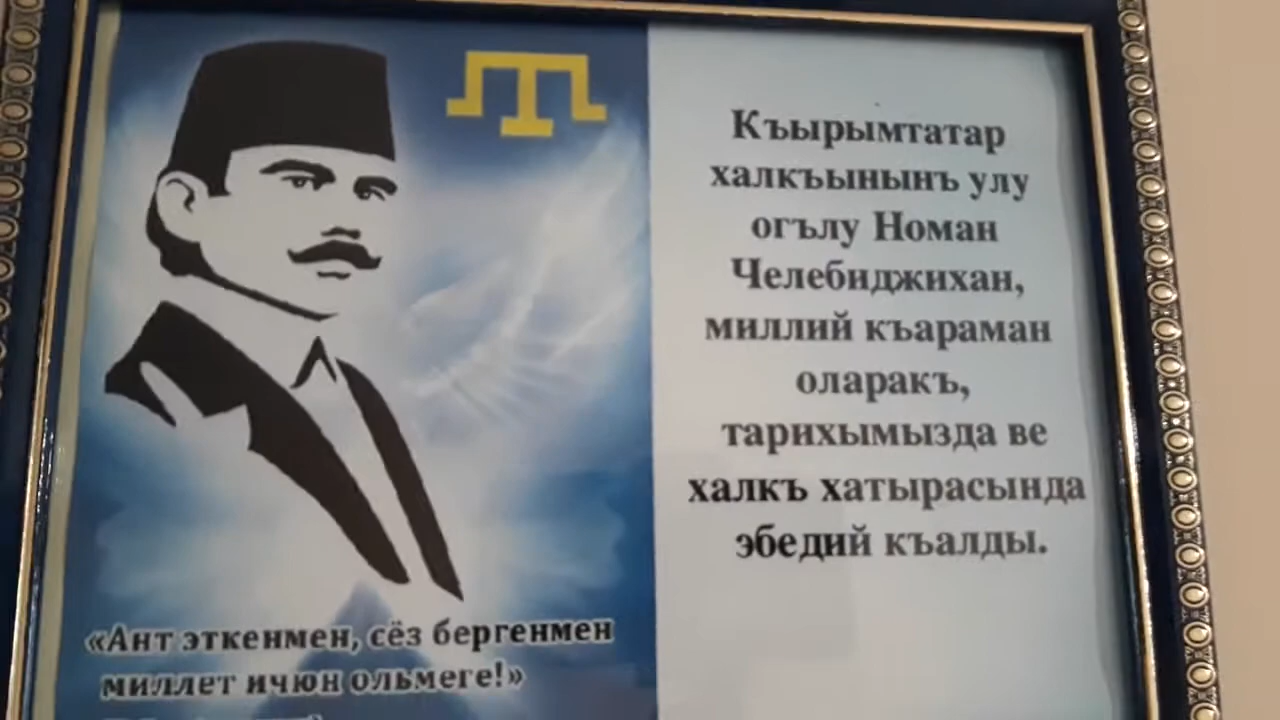 Къырымтатар
халкъынынъ улу
огълу Номан
Челебиджихан,
миллий къараман
оларакъ,
тарихымызда ве
халкъ хатырасында
эбедий къалды.
«Ант эткенмен, сёз бергенмен
миллет ичюн ольмеге!»